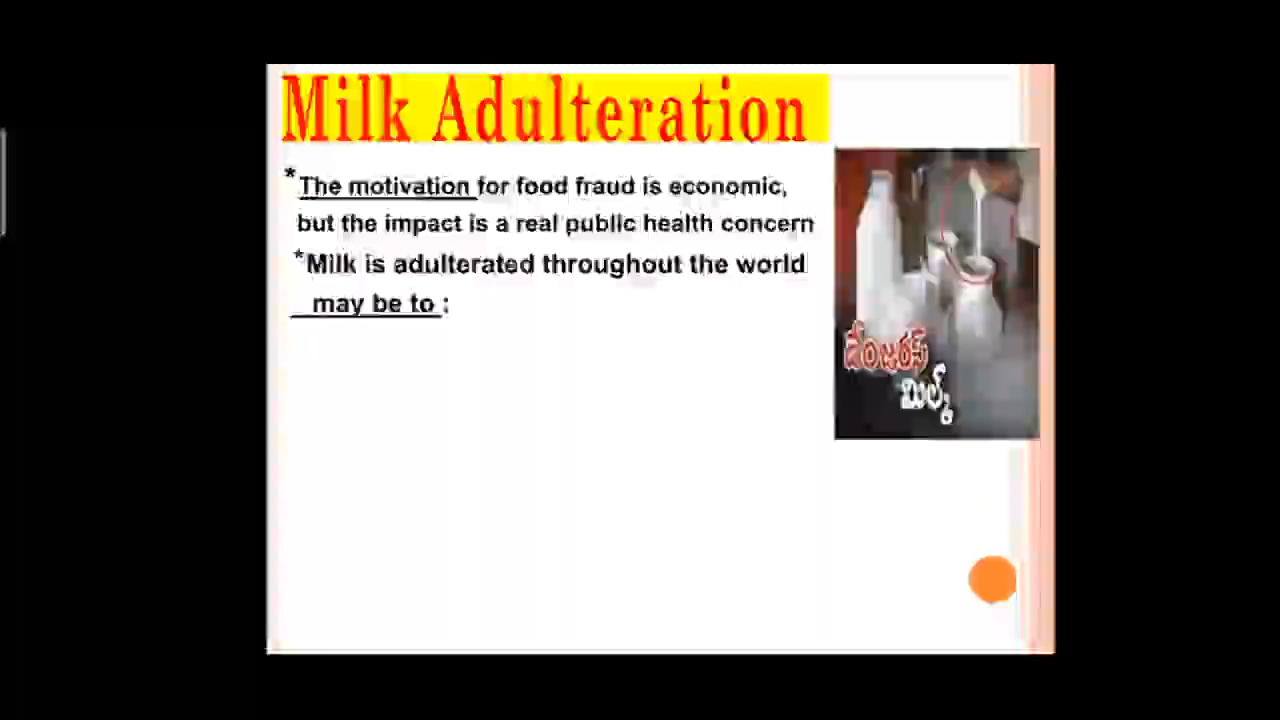 Milk Adulteration
*The motivation for food fraud is economic,
but the impact is a real public health concern
*Milk is adulterated throughout the world
may be to :
డేంజరస్
మిల్క్